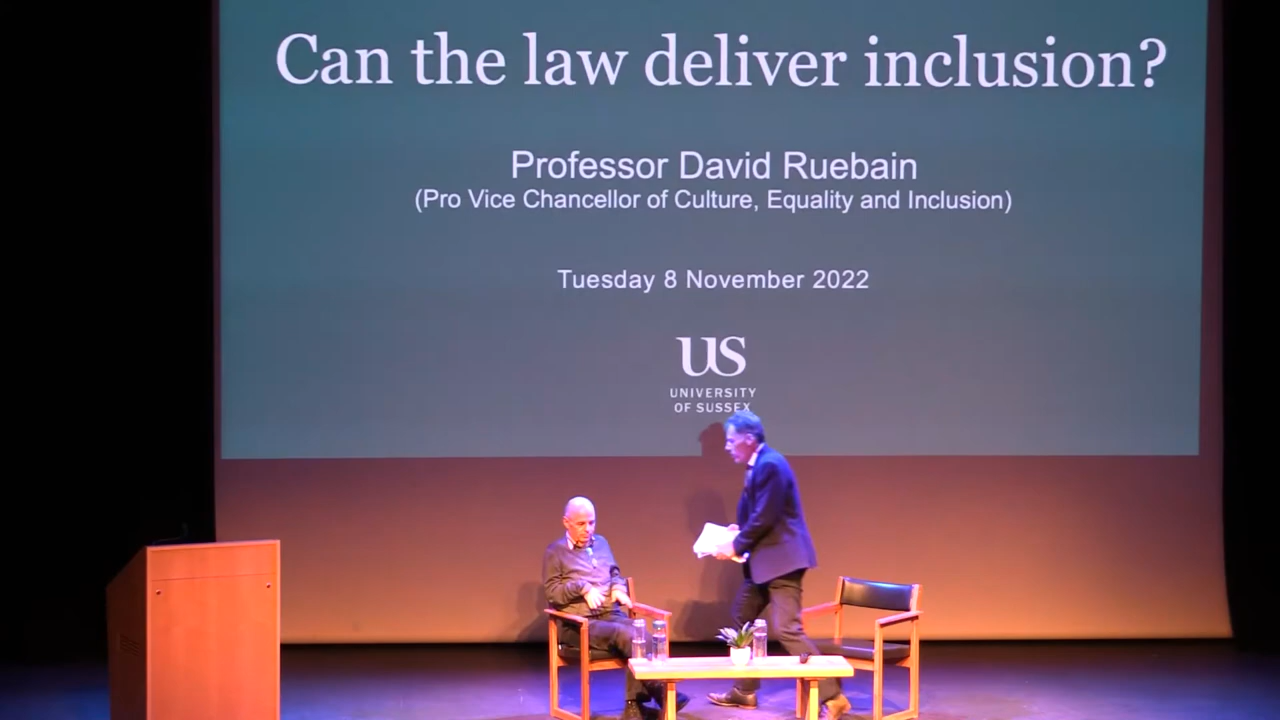 Can the law deliver inclusion?
Professor David Ruebain
(Pro Vice Chancellor of Culture, Equality and Inclusion)
Tuesday 8 November 2022
US
UNIVERSITY
OF SUSSEX